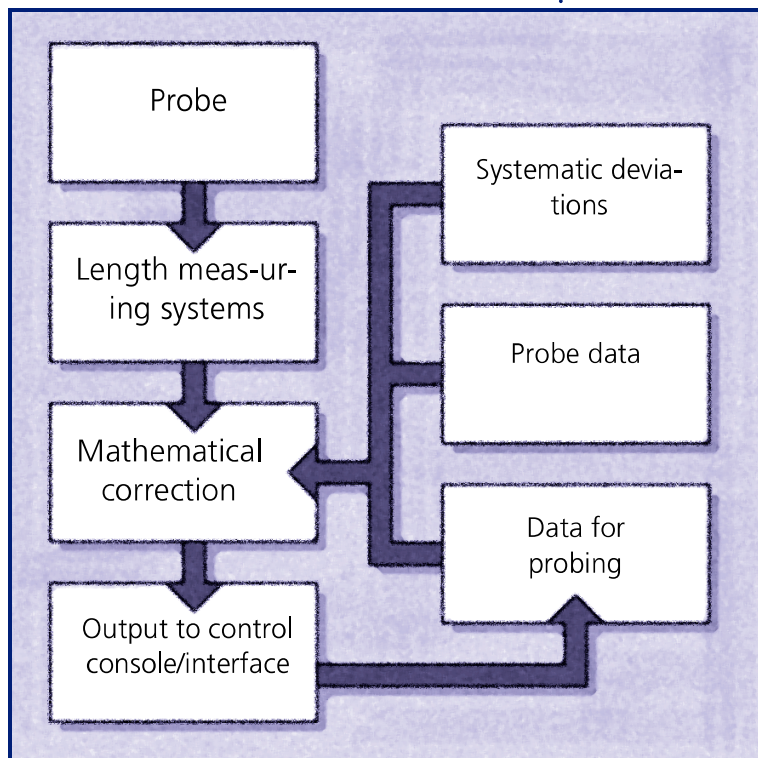 Probe
Length meas-ur-
ing systems
Mathematical
correction
Output to control
console/interface
Systematic devia-
tions
Probe data
Data for
probing